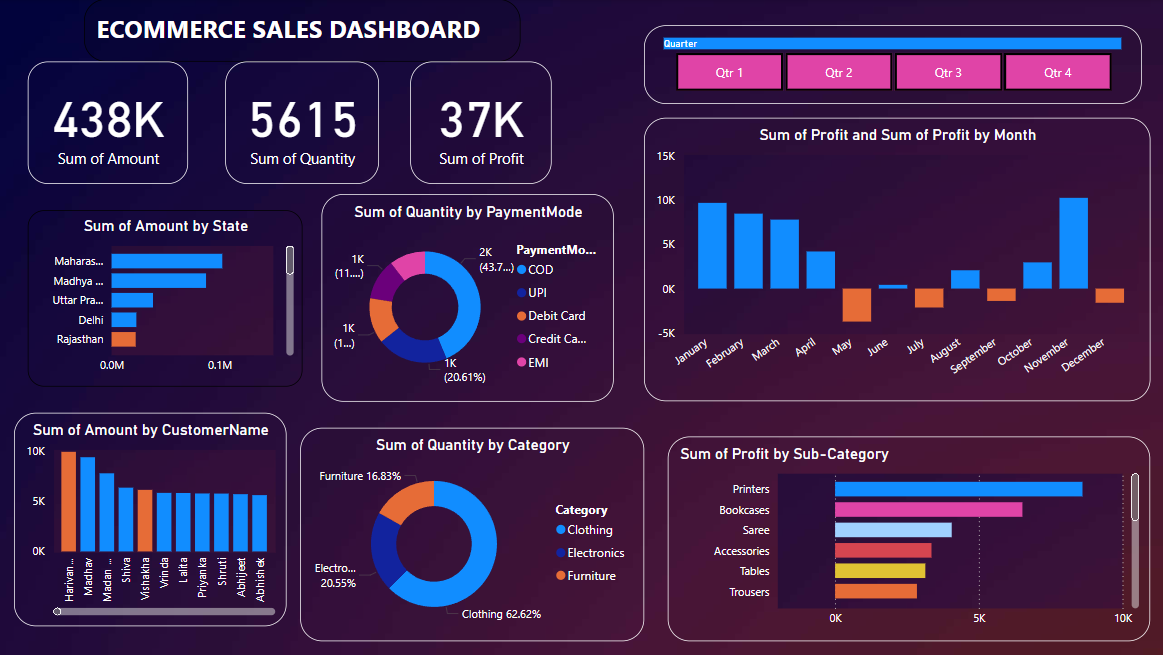 ECOMMERCE SALES DASHBOARD
438K
Sum of Amount
5615
Sum of Quantity
37K
Sum of Profit
Quarter
Qtr 1
Qtr 2
Qtr 3
Qtr 4
Sum of Amount by State
Maharas...
Madhya ...
Uttar Pra...
Delhi
Rajasthan
0.0M
0.1M
Sum of Quantity by PaymentMode
2K
(43.7...)
1K
(20.61%)
1K
(1...)
1K
(11....)
PaymentMo...
COD
UPI
Debit Card
Credit Ca...
EMI
Sum of Profit and Sum of Profit by Month
15K
10K
5K
0K
-5K
January
February
March
April
May
June
July
August
September
October
November
December
Sum of Amount by CustomerName
10K
5K
0K
Harivan...
Madhav
Madan ...
Shiva
Vishakha
Vrinda
Lalita
Priyanka
Shruti
Abhijeet
Abhishek
Sum of Quantity by Category
Furniture 16.83%
Electro...
20.55%
Clothing 62.62%
Category
Clothing
Electronics
Furniture
Sum of Profit by Sub-Category
Printers
Bookcases
Saree
Accessories
Tables
Trousers
0K
5K
10K